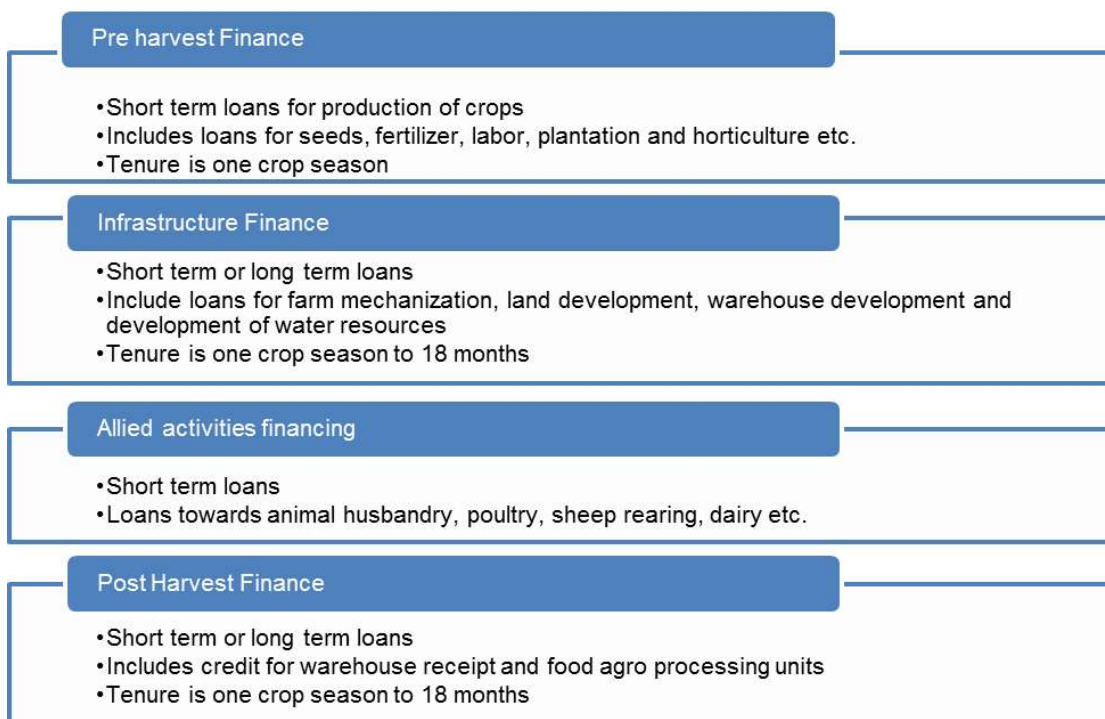 Pre harvest Finance
•Short term loans for production of crops
•Includes loans for seeds, fertilizer, labor, plantation and horticulture etc.
•Tenure is one crop season
Infrastructure Finance
•Short term or long term loans
•Include loans for farm mechanization, land development, warehouse development and
development of water resources
•Tenure is one crop season to 18 months
Allied activities financing
•Short term loans
•Loans towards animal husbandry, poultry, sheep rearing, dairy etc.
Post Harvest Finance
•Short term or long term loans
•Includes credit for warehouse receipt and food agro processing units
•Tenure is one crop season to 18 months